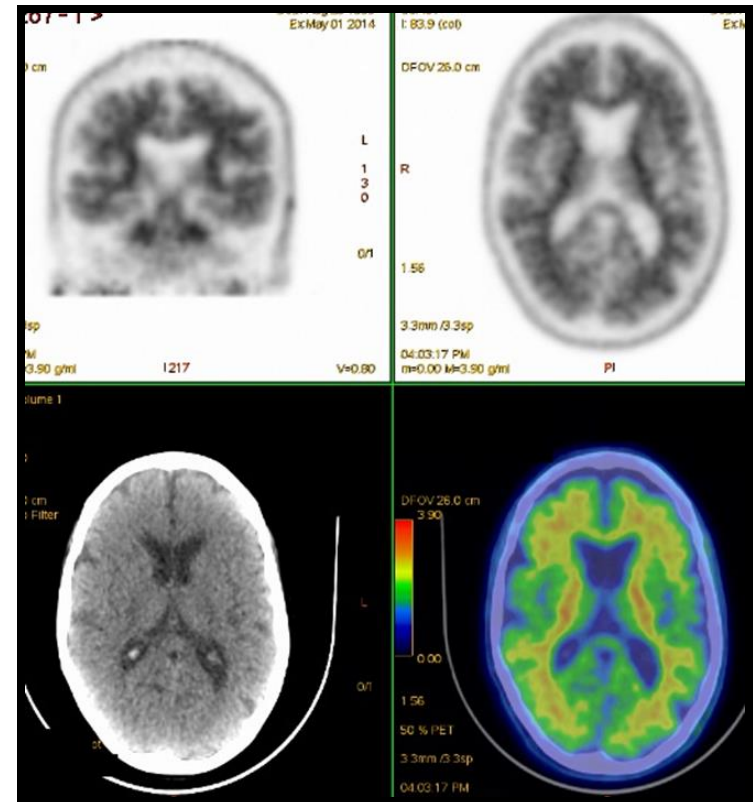 Ex:May 01 2014
cm
L
1
3
0
0/1
sp
3.90 g/ml
I217
V=0.80
I: 83.9 (col)
DFOV 26.0 cm
R
1.56
3.3mm /3.3sp
04:03:17 PM
m=0.00 M=3.90 g/ml
PI
lume 1
cm
Filter
L
0/1
DFOV 26.0 cm
3.90
0.00
1.56
50 % PET
3.3mm /3.3sp
04:03:17 PM